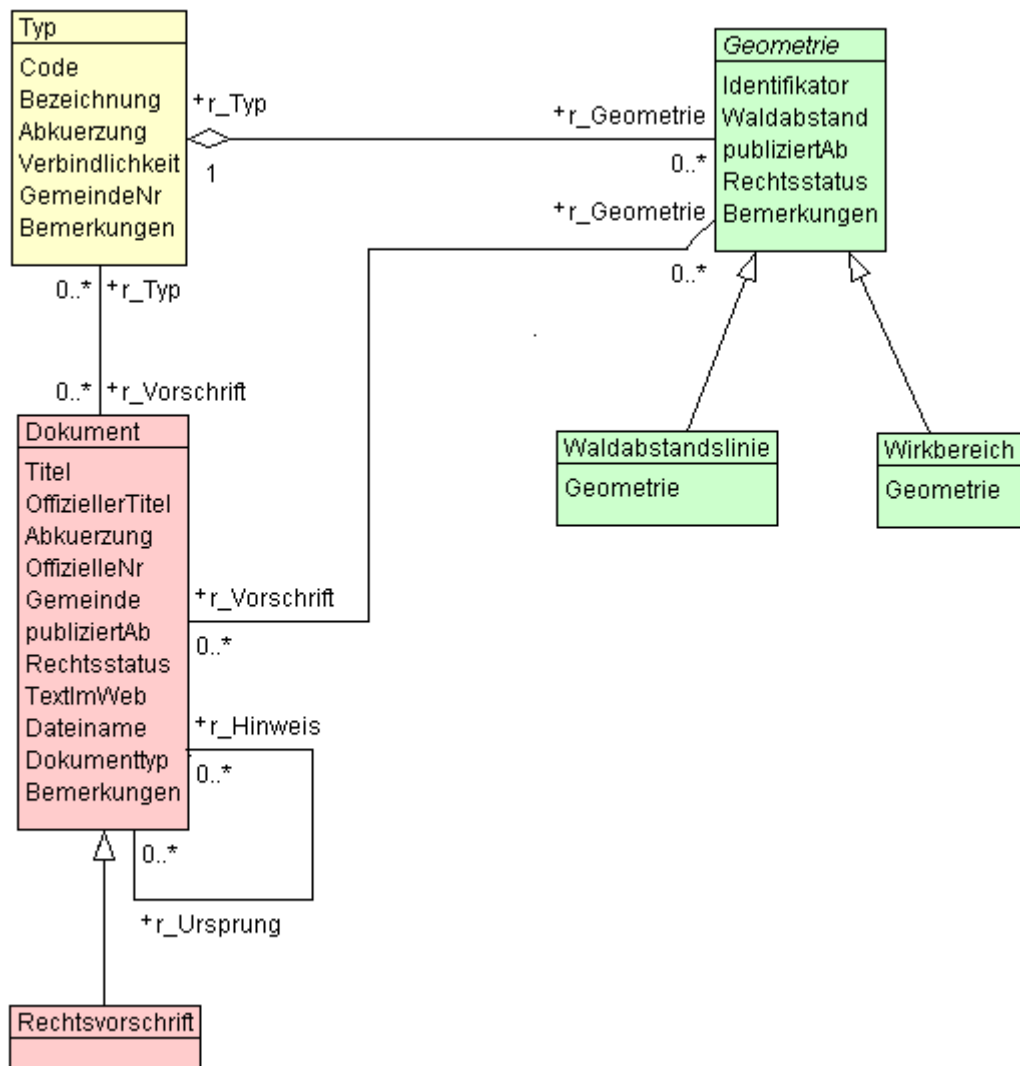 Typ
Code
Bezeichnung
Abkuerzung
Verbindlichkeit
GemeindeNr
Bemerkungen
+r_Typ
1
+r_Geometrie
0..*
Geometrie
Identifikator
Waldabstand
publiziertAb
Rechtsstatus
Bemerkungen
+r_Geometrie
0..*
0..* +r_Typ
0..* +r_Vorschrift
Dokument
Titel
OffiziellerTitel
Abkuerzung
OffizielleNr
Gemeinde
publiziertAb
Rechtsstatus
TextImWeb
Dateiname
Dokumenttyp
Bemerkungen
+r_Vorschrift
0..*
+r_Hinweis
0..*
0..*
+r_Ursprung
Waldabstandslinie
Geometrie
Wirkbereich
Geometrie
Rechtsvorschrift